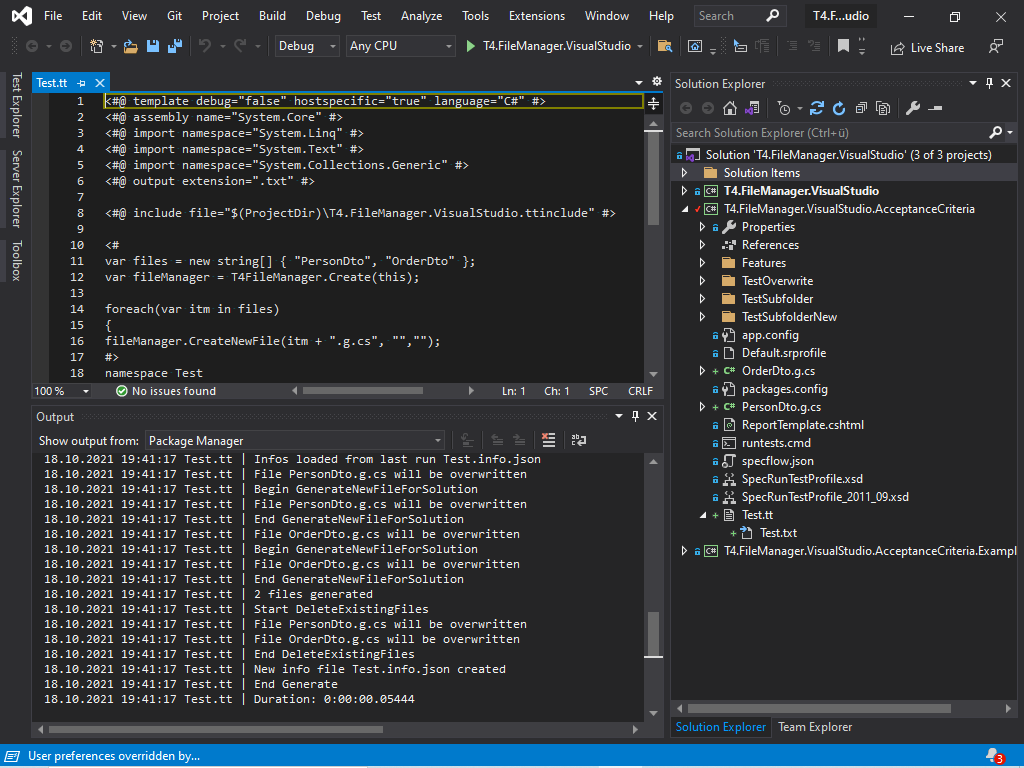 File Edit View Git Project Build Debug Test Analyze Tools Extensions Window Help Search T4.F...udio
Debug Any CPU T4.FileManager.VisualStudio Live Share
Test Explorer
Server Explorer
Toolbox
Test.tt
1 <#@ template debug="false" hostspecific="true" language="C#" #>
2 <#@ assembly name="System.Core" #>
3 <#@ import namespace="System.Linq" #>
4 <#@ import namespace="System.Text" #>
5 <#@ import namespace="System.Collections.Generic" #>
6 <#@ output extension=".txt" #>
7
8 <#@ include file="$(ProjectDir)\T4.FileManager.VisualStudio.ttinclude" #>
9
10 <#
11 var files = new string[] { "PersonDto", "OrderDto" };
12 var fileManager = T4FileManager.Create(this);
13
14 foreach(var itm in files)
15 {
16 fileManager.CreateNewFile(itm + ".g.cs", "","");
17 #>
18 namespace Test
100 % No issues found Ln: 1 Ch: 1 SPC CRLF
Output
Show output from: Package Manager
18.10.2021 19:41:17 Test.tt | Infos loaded from last run Test.info.json
18.10.2021 19:41:17 Test.tt | File PersonDto.g.cs will be overwritten
18.10.2021 19:41:17 Test.tt | Begin GenerateNewFileForSolution
18.10.2021 19:41:17 Test.tt | File PersonDto.g.cs will be overwritten
18.10.2021 19:41:17 Test.tt | End GenerateNewFileForSolution
18.10.2021 19:41:17 Test.tt | File OrderDto.g.cs will be overwritten
18.10.2021 19:41:17 Test.tt | Begin GenerateNewFileForSolution
18.10.2021 19:41:17 Test.tt | File OrderDto.g.cs will be overwritten
18.10.2021 19:41:17 Test.tt | End GenerateNewFileForSolution
18.10.2021 19:41:17 Test.tt | 2 files generated
18.10.2021 19:41:17 Test.tt | Start DeleteExistingFiles
18.10.2021 19:41:17 Test.tt | File PersonDto.g.cs will be overwritten
18.10.2021 19:41:17 Test.tt | File OrderDto.g.cs will be overwritten
18.10.2021 19:41:17 Test.tt | End DeleteExistingFiles
18.10.2021 19:41:17 Test.tt | New info file Test.info.json created
18.10.2021 19:41:17 Test.tt | End Generate
18.10.2021 19:41:17 Test.tt | Duration: 0:00:00.05444
Solution Explorer
Search Solution Explorer (Ctrl+ü)
Solution 'T4.FileManager.VisualStudio' (3 of 3 projects)
Solution Items
C# T4.FileManager.VisualStudio
C# T4.FileManager.VisualStudio.AcceptanceCriteria
Properties
References
Features
TestOverwrite
TestSubfolder
TestSubfolderNew
app.config
Default.srprofile
C# OrderDto.g.cs
packages.config
C# PersonDto.g.cs
ReportTemplate.cshtml
runtests.cmd
specflow.json
SpecRunTestProfile.xsd
SpecRunTestProfile_2011_09.xsd
Test.tt
Test.txt
C# T4.FileManager.VisualStudio.AcceptanceCriteria.Exampl
Solution Explorer Team Explorer
User preferences overridden by... 3